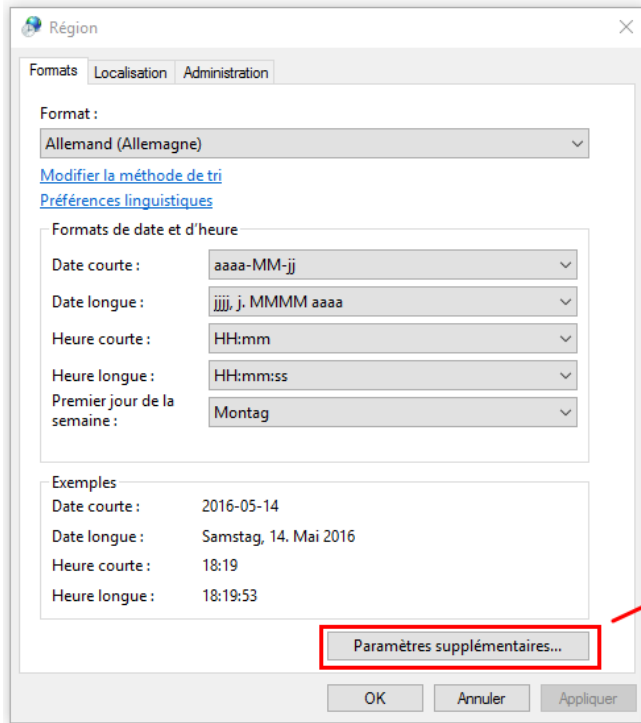 Région
Formats Localisation Administration
Format :
Allemand (Allemagne)
Modifier la méthode de tri
Préférences linguistiques
Formats de date et d'heure
Date courte : aaaa-MM-jj
Date longue : jjjj, j. MMMM aaaa
Heure courte : HH:mm
Heure longue : HH:mm:ss
Premier jour de la
semaine : Montag
Exemples
Date courte : 2016-05-14
Date longue : Samstag, 14. Mai 2016
Heure courte : 18:19
Heure longue : 18:19:53
Paramètres supplémentaires...
OK Annuler Appliquer